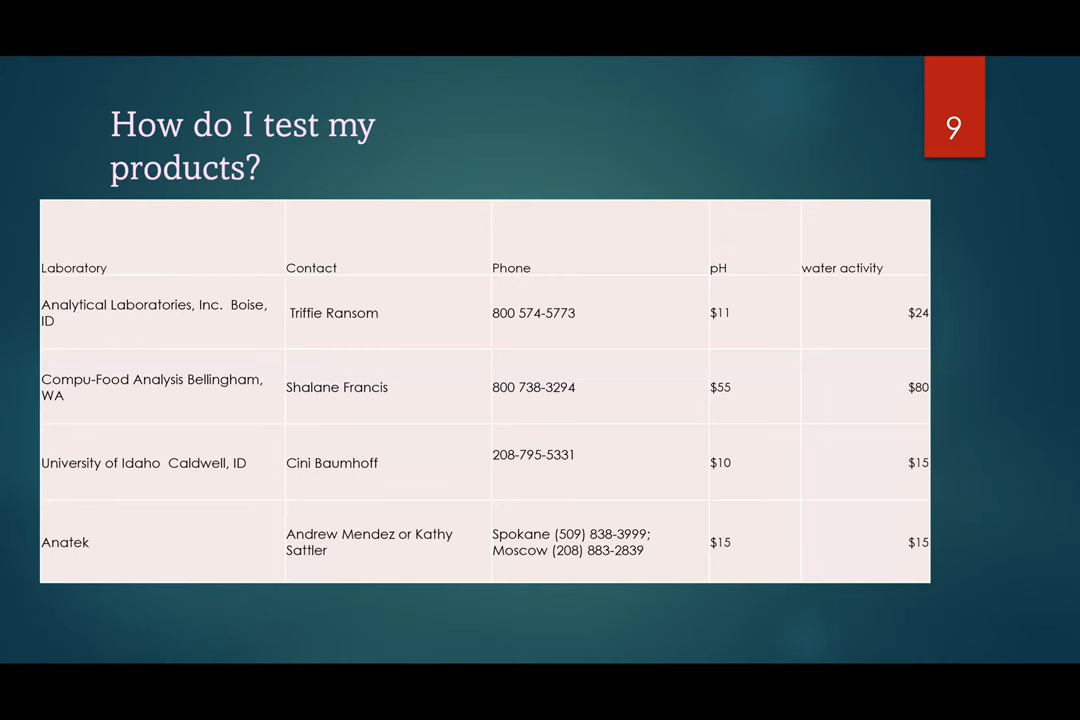 How do I test my
products?
9
Laboratory Contact Phone pH water activity
Analytical Laboratories, Inc. Boise,
ID
Triffie Ransom
800 574-5773
$11
$24
Compu-Food Analysis Bellingham,
WA
Shalane Francis
800 738-3294
$55
$80
University of Idaho Caldwell, ID
Cini Baumhoff
208-795-5331
$10
$15
Anatek
Andrew Mendez or Kathy
Sattler
Spokane (509) 838-3999;
Moscow (208) 883-2839
$15
$15